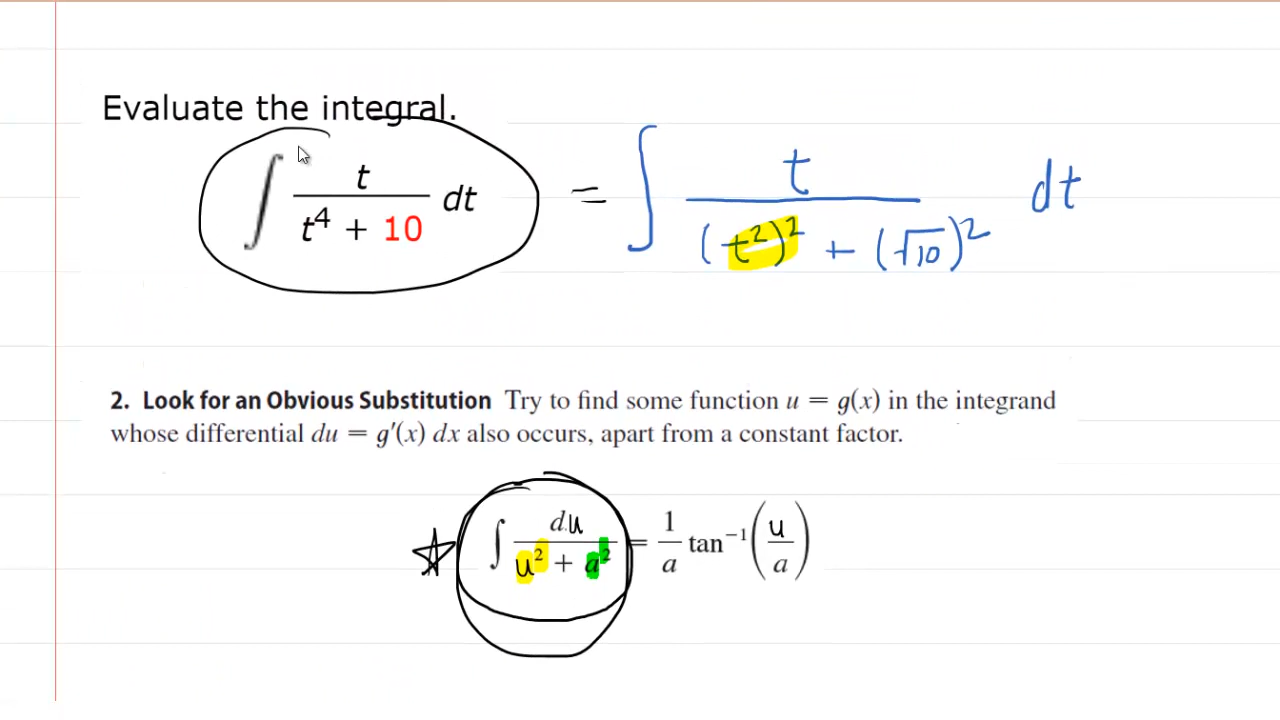 Evaluate the integral.
∫ t / (t⁴ + 10) dt = ∫ t / ((t²)² + (√10)²) dt
2. Look for an Obvious Substitution Try to find some function u = g(x) in the integrand
whose differential du = g′(x) dx also occurs, apart from a constant factor.
∫ du / (u² + a²) = 1/a tan⁻¹(u/a)